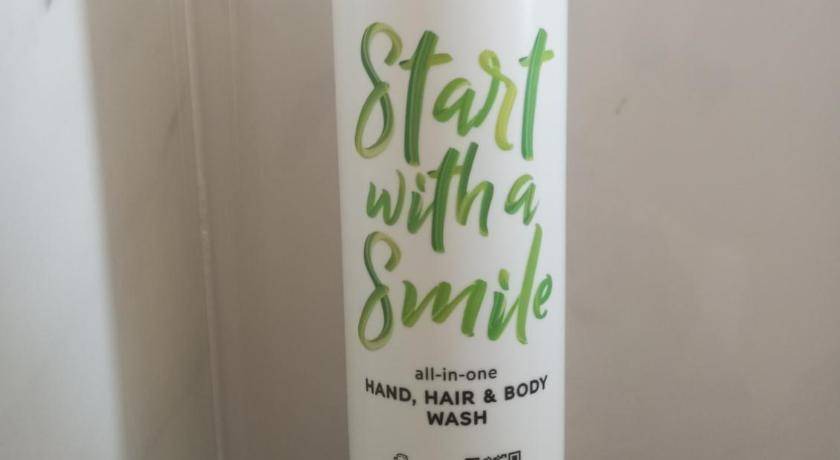 Start
with a
Smile
all-in-one
HAND, HAIR & BODY
WASH